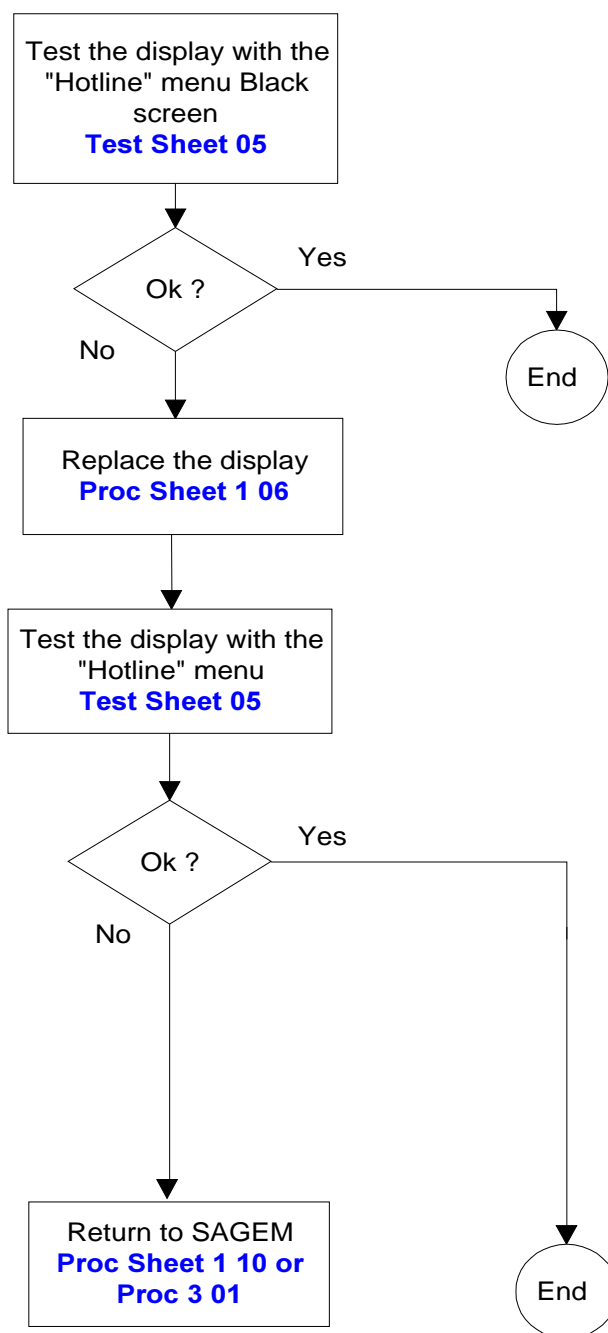 Test the display with the
"Hotline" menu Black
screen
Test Sheet 05
Yes
Ok ?
No
End
Replace the display
Proc Sheet 1 06
Test the display with the
"Hotline" menu
Test Sheet 05
Yes
Ok ?
No
Return to SAGEM
Proc Sheet 1 10 or
Proc 3 01
End